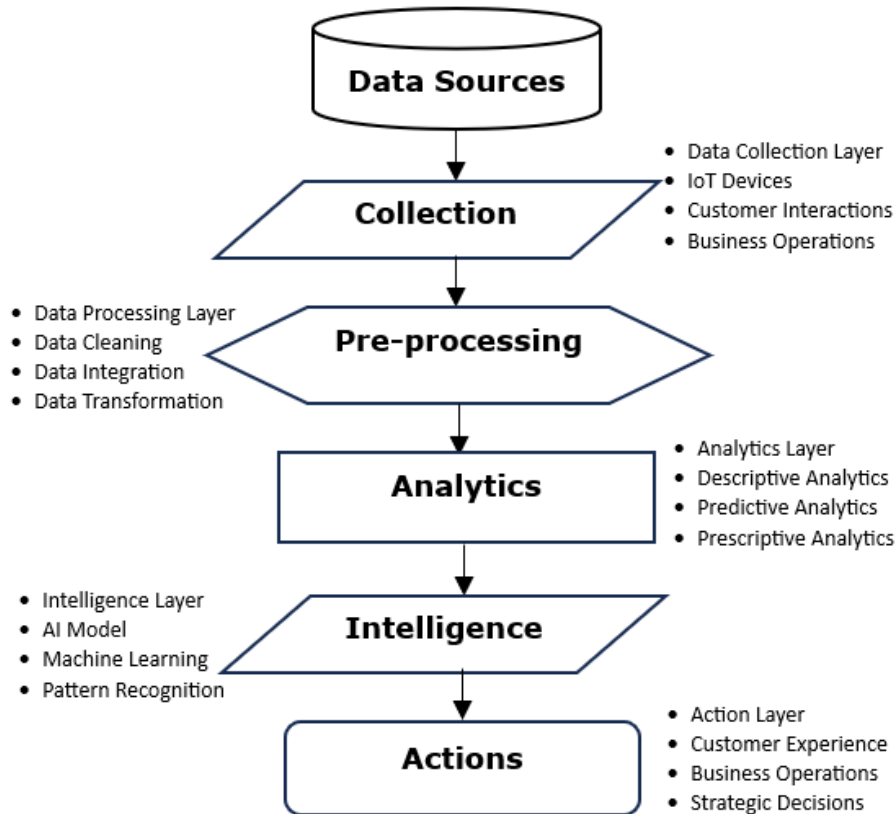 Data Sources
Collection
• Data Collection Layer
• IoT Devices
• Customer Interactions
• Business Operations
Pre-processing
• Data Processing Layer
• Data Cleaning
• Data Integration
• Data Transformation
Analytics
• Analytics Layer
• Descriptive Analytics
• Predictive Analytics
• Prescriptive Analytics
Intelligence
• Intelligence Layer
• AI Model
• Machine Learning
• Pattern Recognition
Actions
• Action Layer
• Customer Experience
• Business Operations
• Strategic Decisions